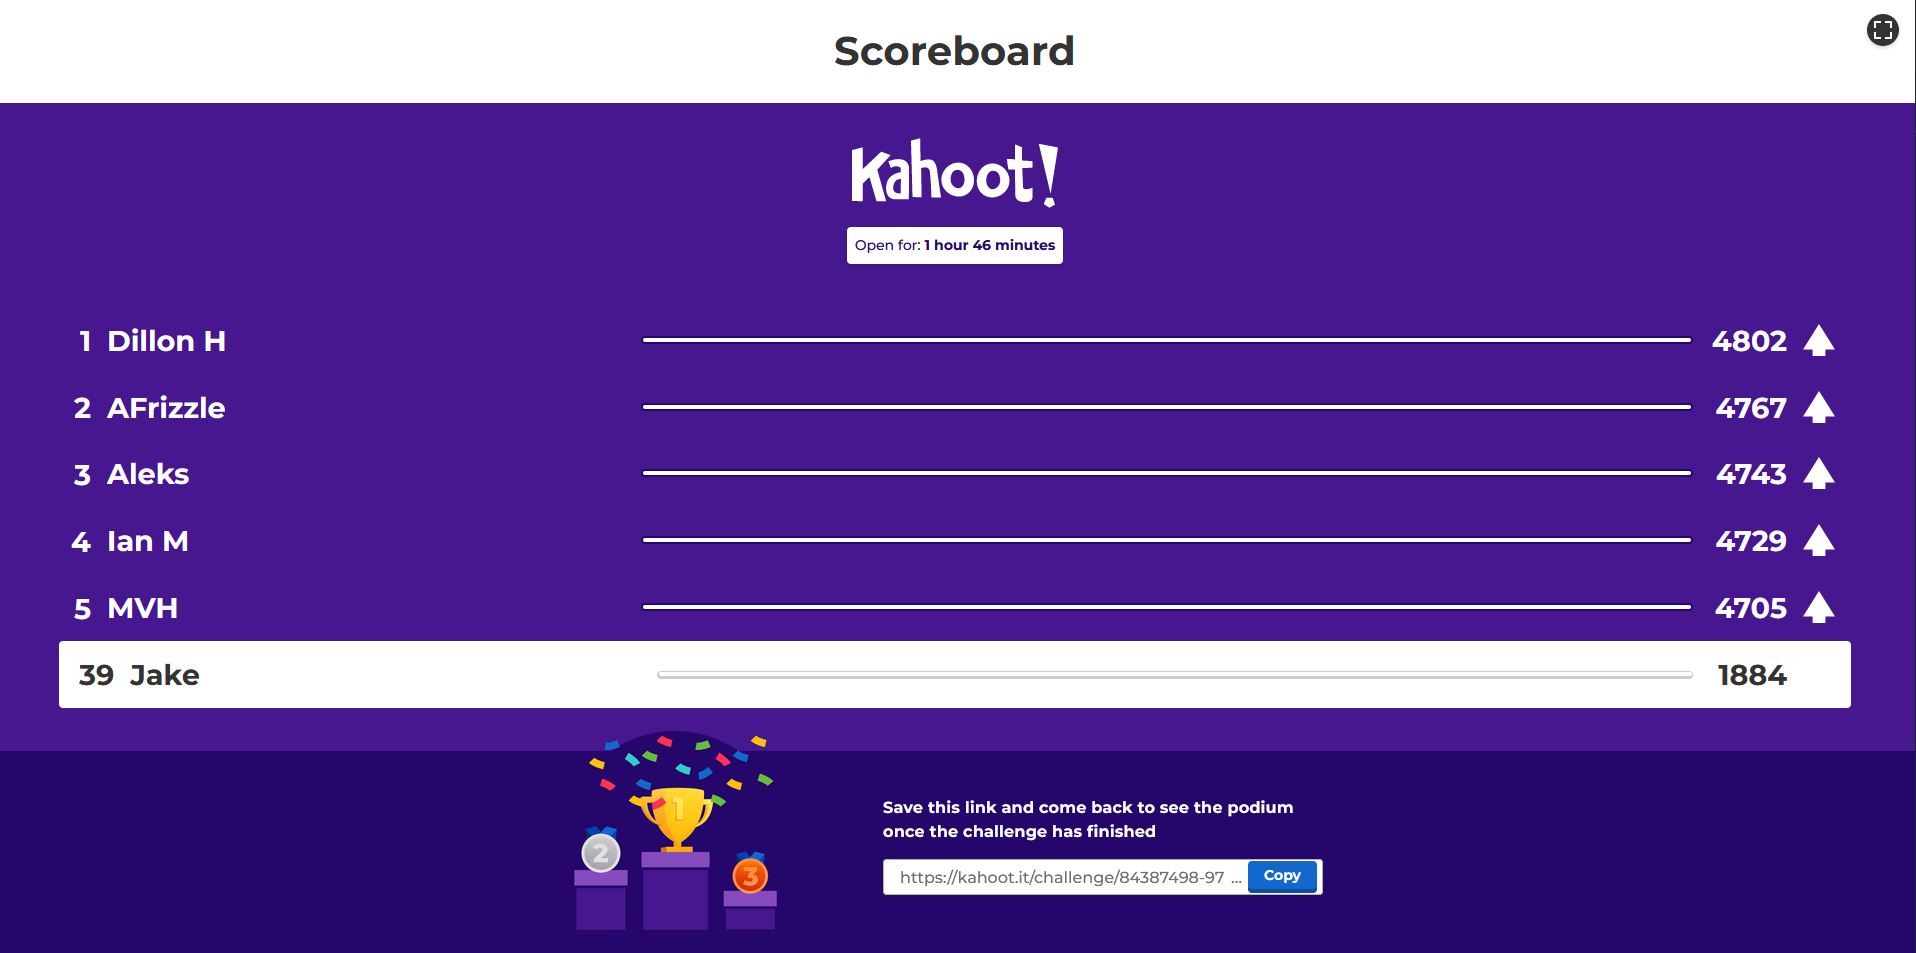 Scoreboard
Kahoot!
Open for: 1 hour 46 minutes
1 Dillon H 4802
2 AFrizzle 4767
3 Aleks 4743
4 Ian M 4729
5 MVH 4705
39 Jake 1884
1
2
3
Save this link and come back to see the podium
once the challenge has finished
https://kahoot.it/challenge/84387498-97 ... Copy